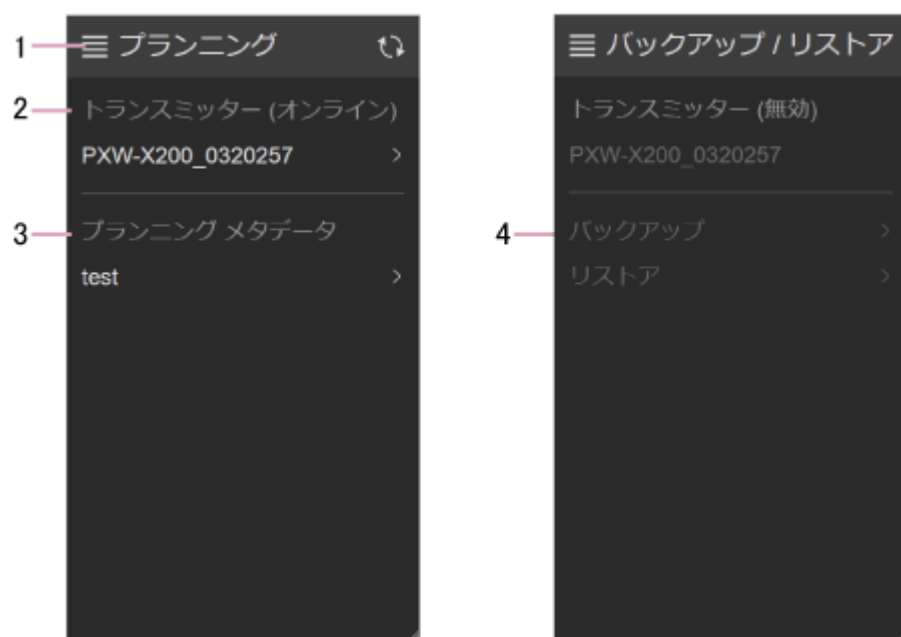 1
プランニング
2
トランスミッター (オンライン)
PXW-X200_0320257
3
プランニング メタデータ
test
バックアップ / リストア
トランスミッター (無効)
PXW-X200_0320257
4
バックアップ
リストア